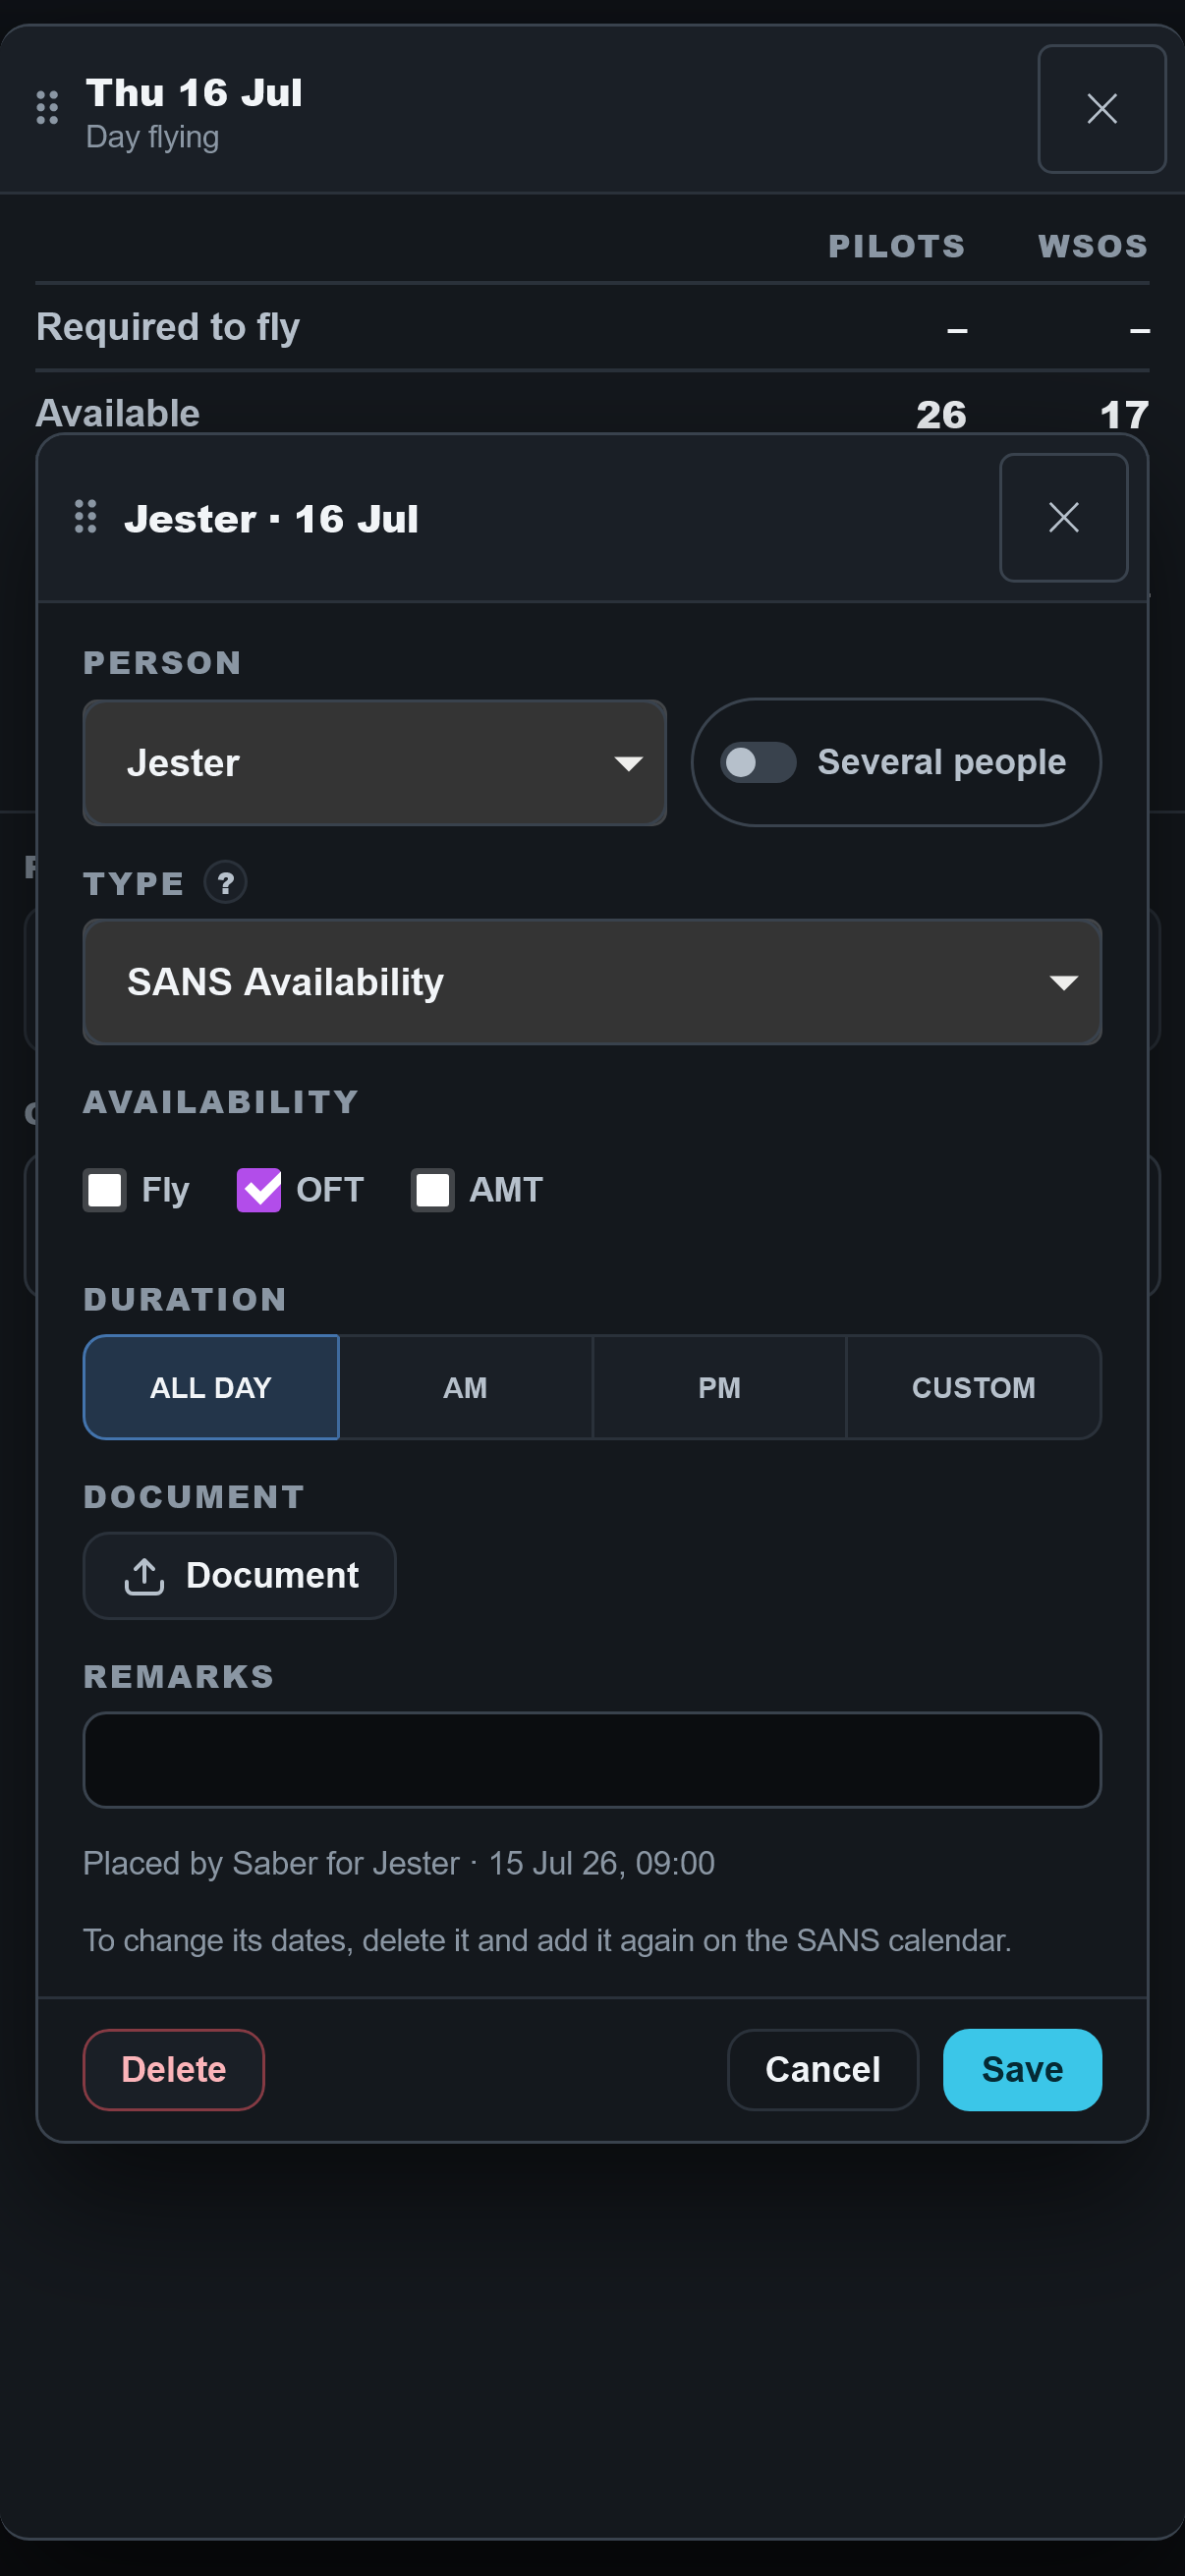 Thu 16 Jul
Day flying
PILOTS WSOS
Required to fly – –
Available 26 17
Jester · 16 Jul
PERSON
Jester Several people
TYPE ?
SANS Availability
AVAILABILITY
Fly OFT AMT
DURATION
ALL DAY AM PM CUSTOM
DOCUMENT
Document
REMARKS
Placed by Saber for Jester · 15 Jul 26, 09:00
To change its dates, delete it and add it again on the SANS calendar.
Delete Cancel Save